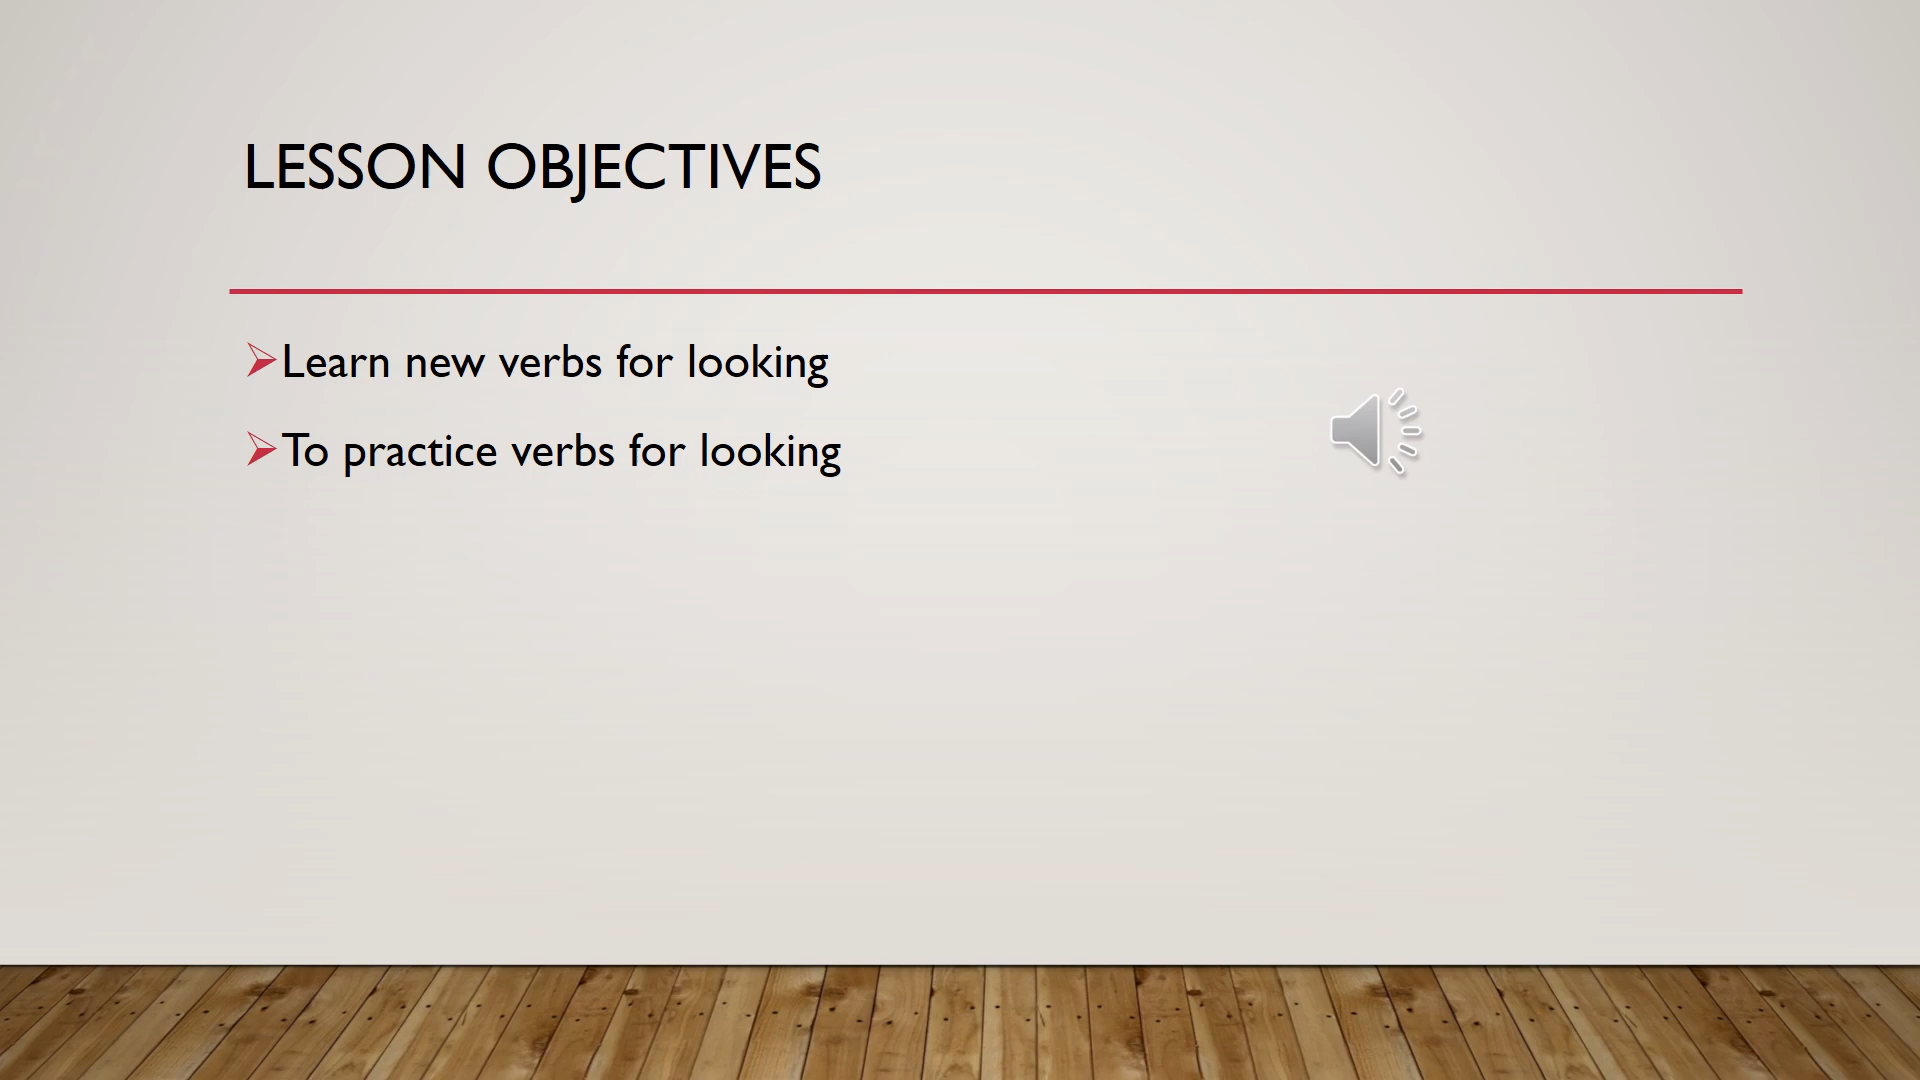 LESSON OBJECTIVES
Learn new verbs for looking
To practice verbs for looking